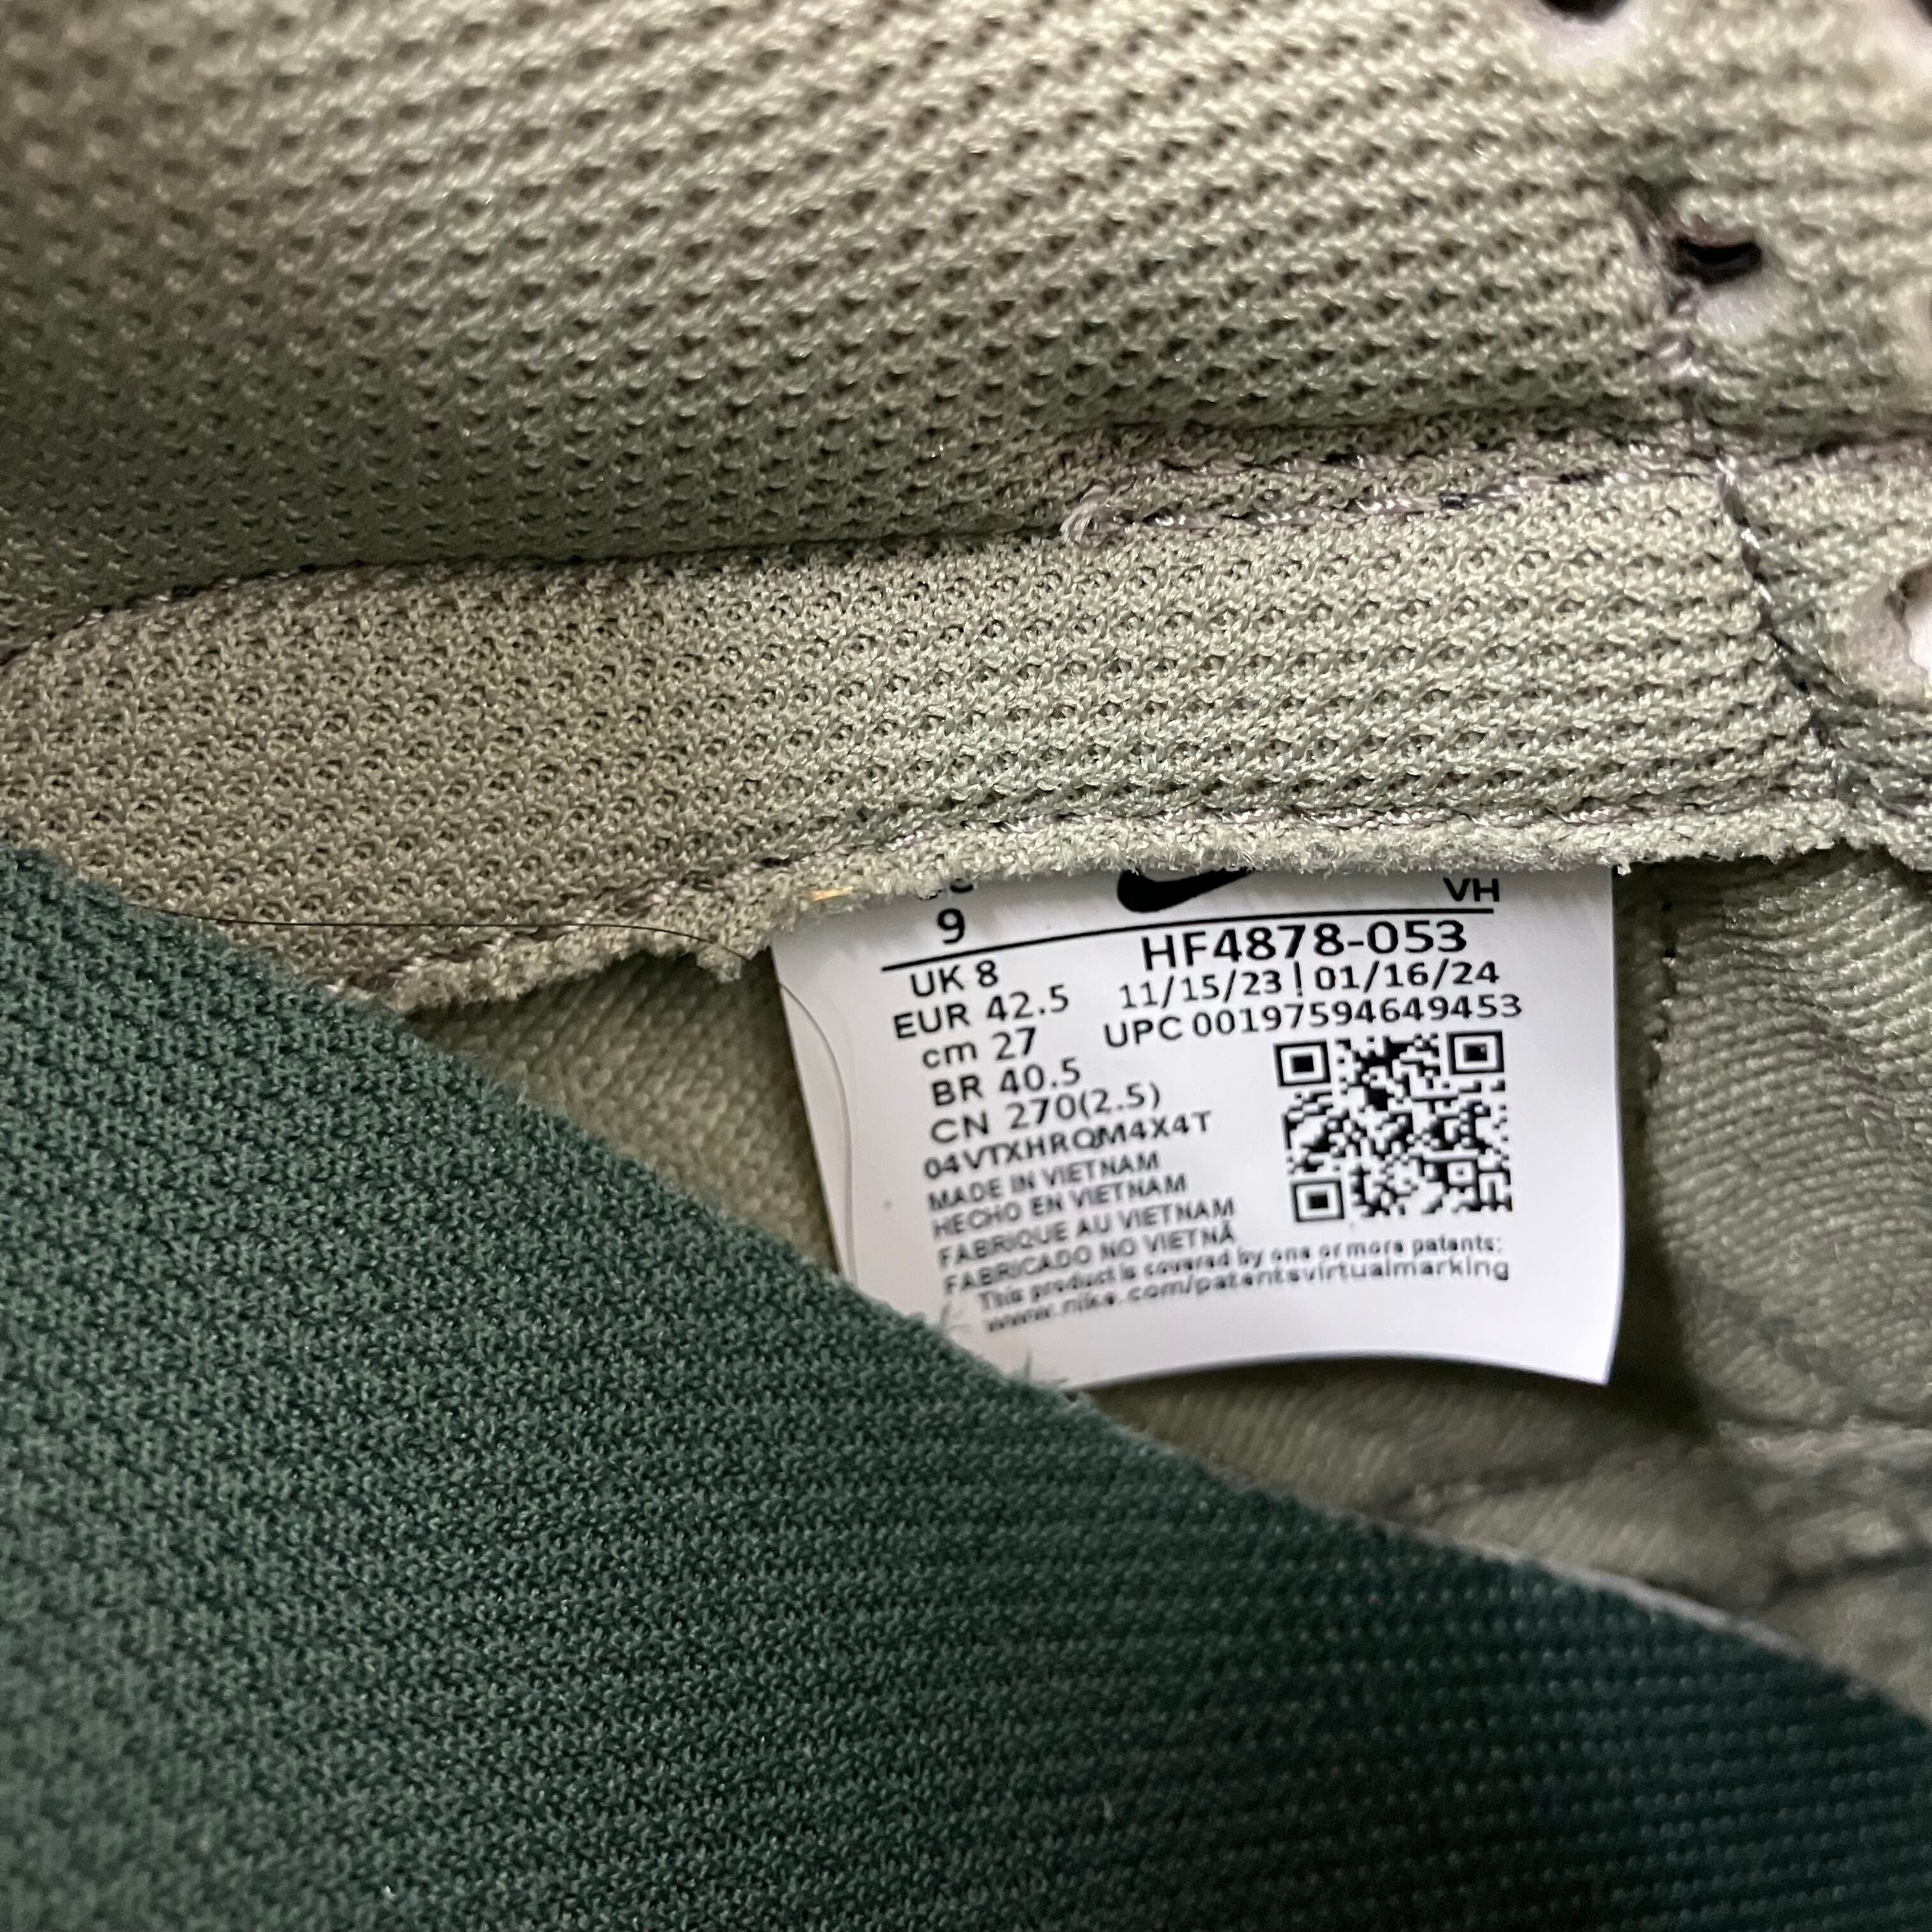 9
VH
HF4878-053
UK 8
11/15/23 | 01/16/24
EUR 42.5
UPC 00197594649453
cm 27
BR 40.5
CN 270(2.5)
04VTXHRQM4X4T
MADE IN VIETNAM
HECHO EN VIETNAM
FABRIQUE AU VIETNAM
FABRICADO NO VIETNÃ
This product is covered by one or more patents:
www.nike.com/patentsvirtualmarking